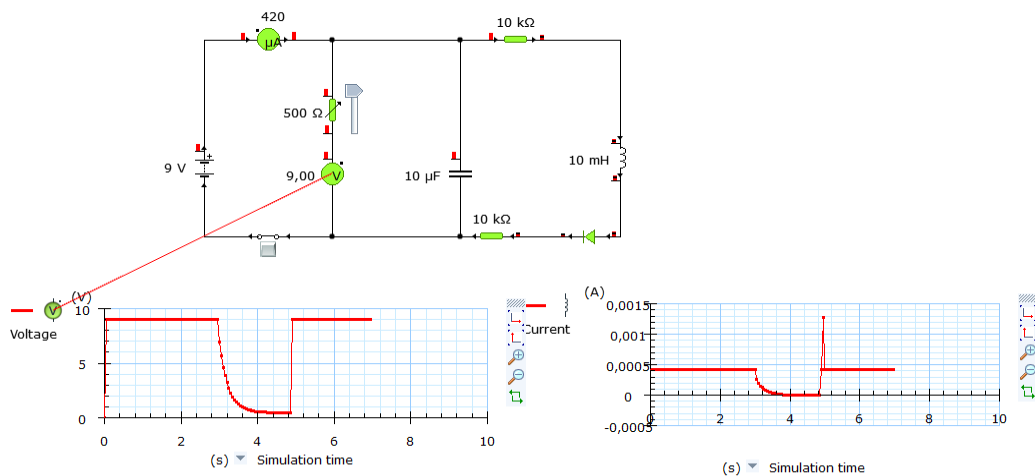 420
µA
10 kΩ
500 Ω
9 V
9,00
V
10 µF
10 mH
10 kΩ
V
(V)
Voltage
10
5
0
0
2
4
6
8
10
(s)
Simulation time
(A)
Current
0,0015
0,001
0,0005
0
-0,0005
0
2
4
6
8
10
(s)
Simulation time